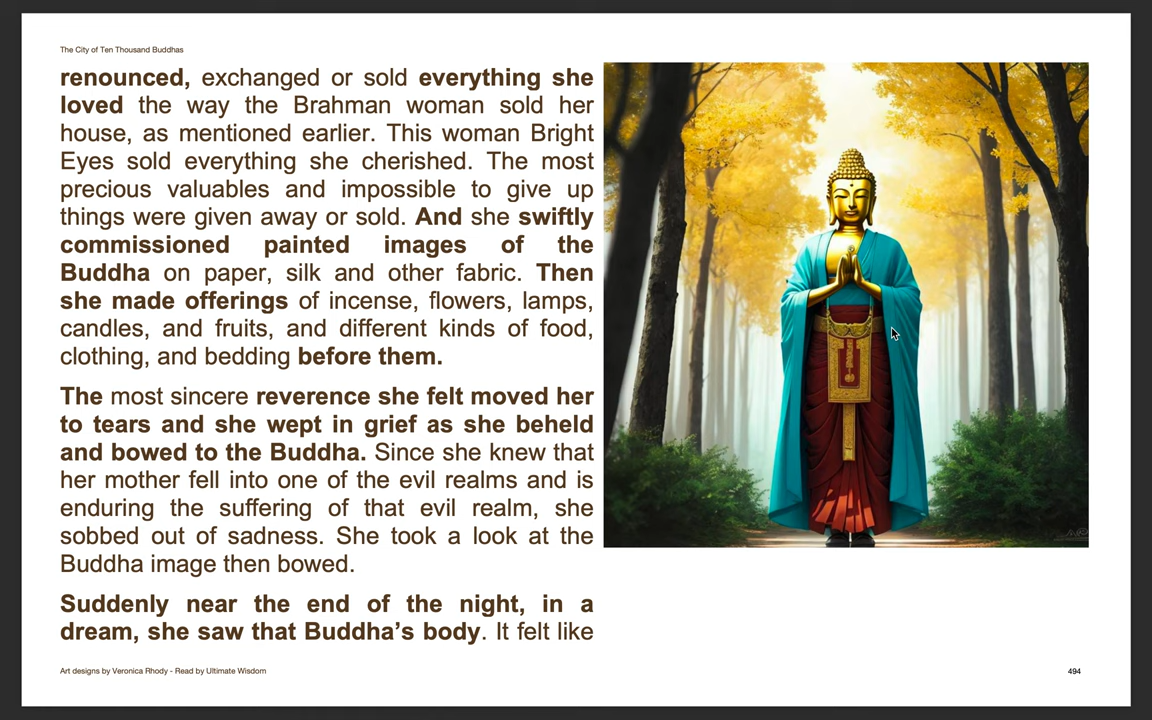 The City of Ten Thousand Buddhas
renounced, exchanged or sold everything she
loved the way the Brahman woman sold her
house, as mentioned earlier. This woman Bright
Eyes sold everything she cherished. The most
precious valuables and impossible to give up
things were given away or sold. And she swiftly
commissioned painted images of the
Buddha on paper, silk and other fabric. Then
she made offerings of incense, flowers, lamps,
candles, and fruits, and different kinds of food,
clothing, and bedding before them.
The most sincere reverence she felt moved her
to tears and she wept in grief as she beheld
and bowed to the Buddha. Since she knew that
her mother fell into one of the evil realms and is
enduring the suffering of that evil realm, she
sobbed out of sadness. She took a look at the
Buddha image then bowed.
Suddenly near the end of the night, in a
dream, she saw that Buddha’s body. It felt like
Art designs by Veronica Rhody - Read by Ultimate Wisdom
494